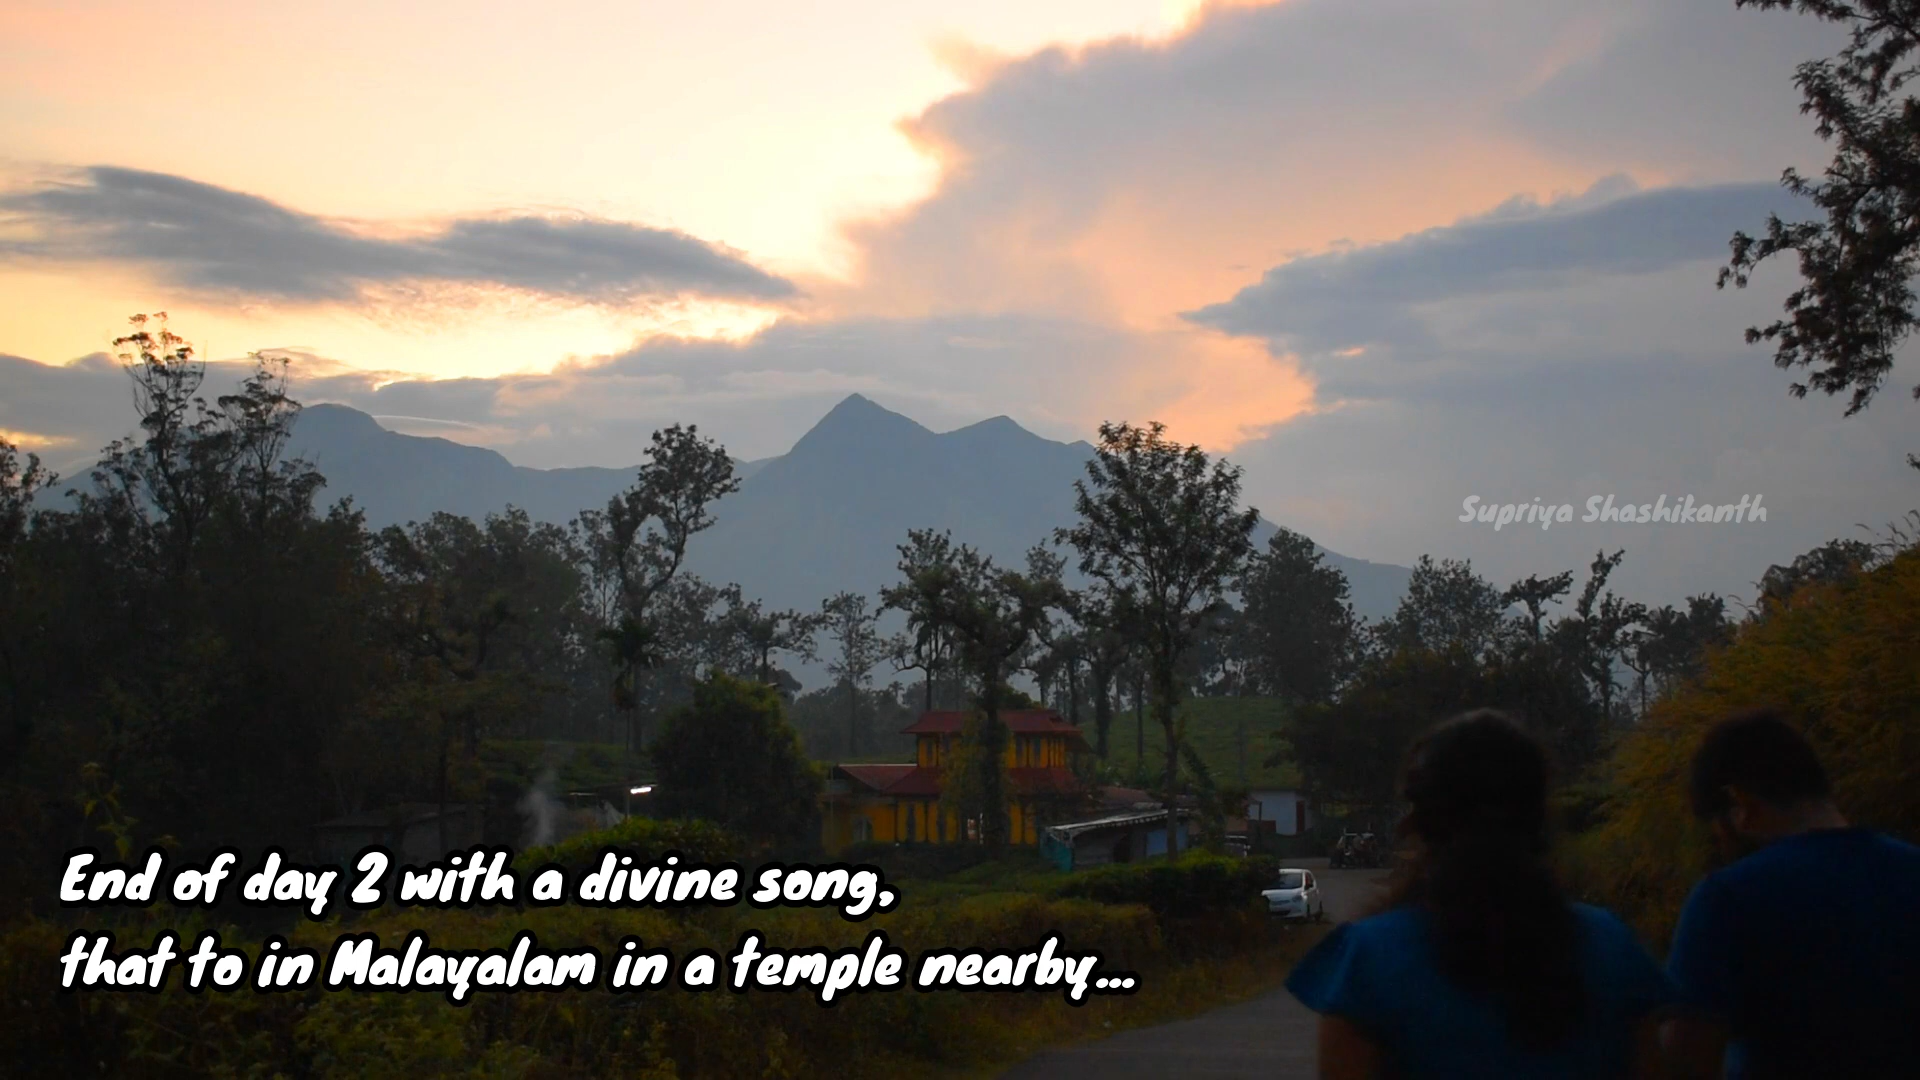 Supriya Shashikanth
End of day 2 with a divine song,
that to in Malayalam in a temple nearby...